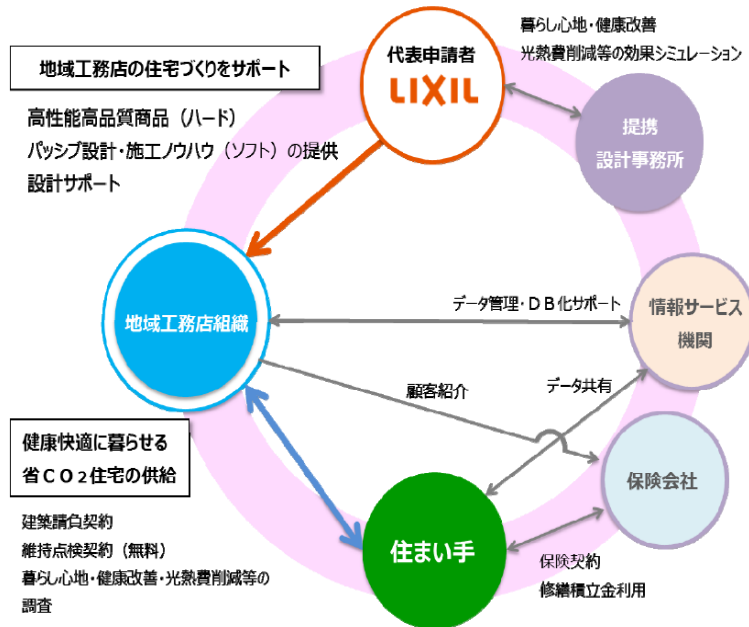 代表申請者
LIXIL
暮らし心地・健康改善
光熱費削減等の効果シミュレーション
地域工務店の住宅づくりをサポート
高性能高品質商品（ハード）
パッシブ設計・施工ノウハウ（ソフト）の提供
設計サポート
提携
設計事務所
地域工務店組織
データ管理・ＤＢ化サポート
情報サービス
機関
顧客紹介
データ共有
健康快適に暮らせる
省ＣＯ２住宅の供給
保険会社
建築請負契約
維持点検契約（無料）
暮らし心地・健康改善・光熱費削減等の
調査
住まい手
保険契約
修繕積立金利用